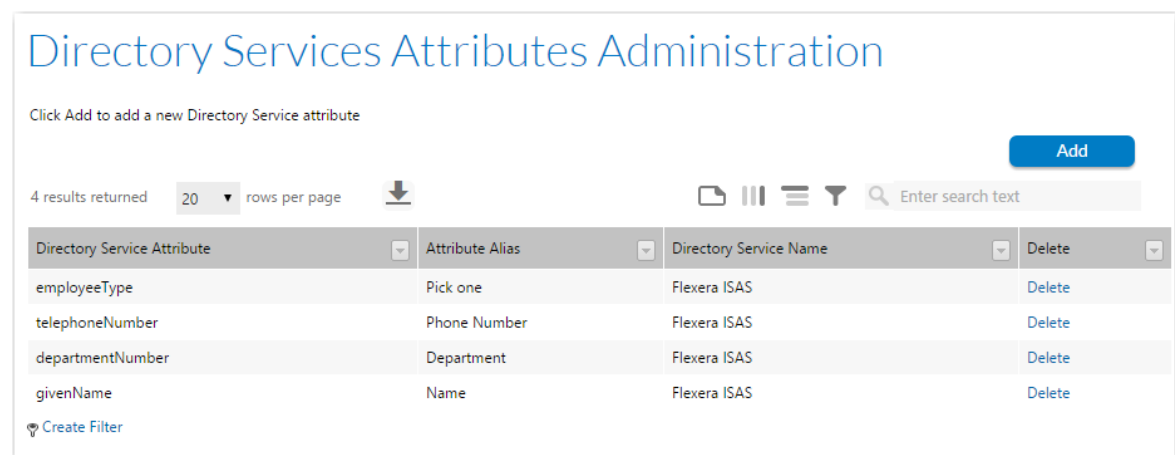 Directory Services Attributes Administration
Click Add to add a new Directory Service attribute
Add
4 results returned 20 rows per page Enter search text
Directory Service Attribute Attribute Alias Directory Service Name Delete
employeeType Pick one Flexera ISAS Delete
telephoneNumber Phone Number Flexera ISAS Delete
departmentNumber Department Flexera ISAS Delete
givenName Name Flexera ISAS Delete
Create Filter